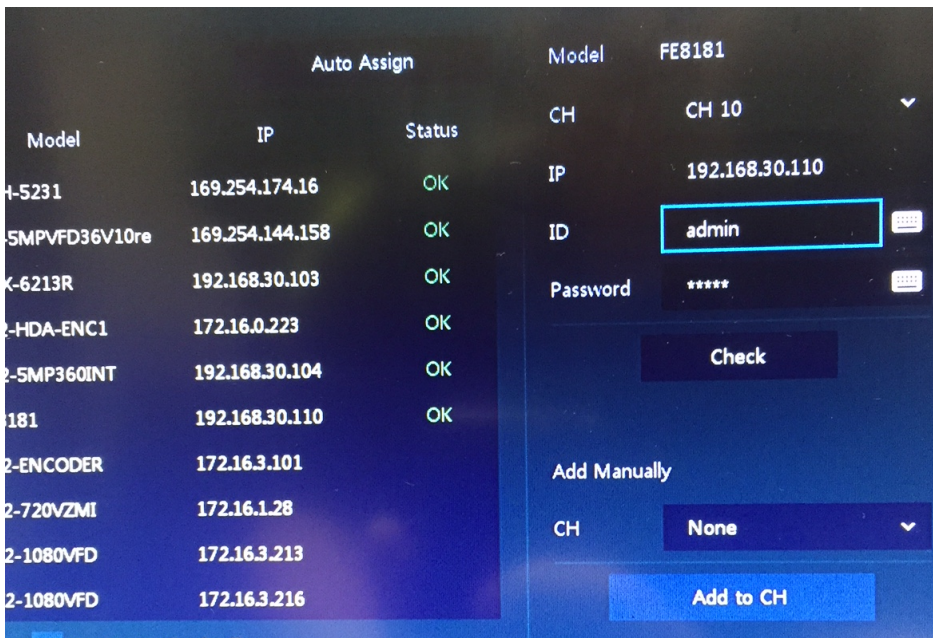 Auto Assign
Model IP Status
H-5231 169.254.174.16 OK
-5MPVFD36V10re 169.254.144.158 OK
X-6213R 192.168.30.103 OK
2-HDA-ENC1 172.16.0.223 OK
2-5MP360INT 192.168.30.104 OK
8181 192.168.30.110 OK
2-ENCODER 172.16.3.101
2-720VZMI 172.16.1.28
2-1080VFD 172.16.3.213
2-1080VFD 172.16.3.216
Model FE8181
CH CH 10
IP 192.168.30.110
ID admin
Password *****
Check
Add Manually
CH None
Add to CH